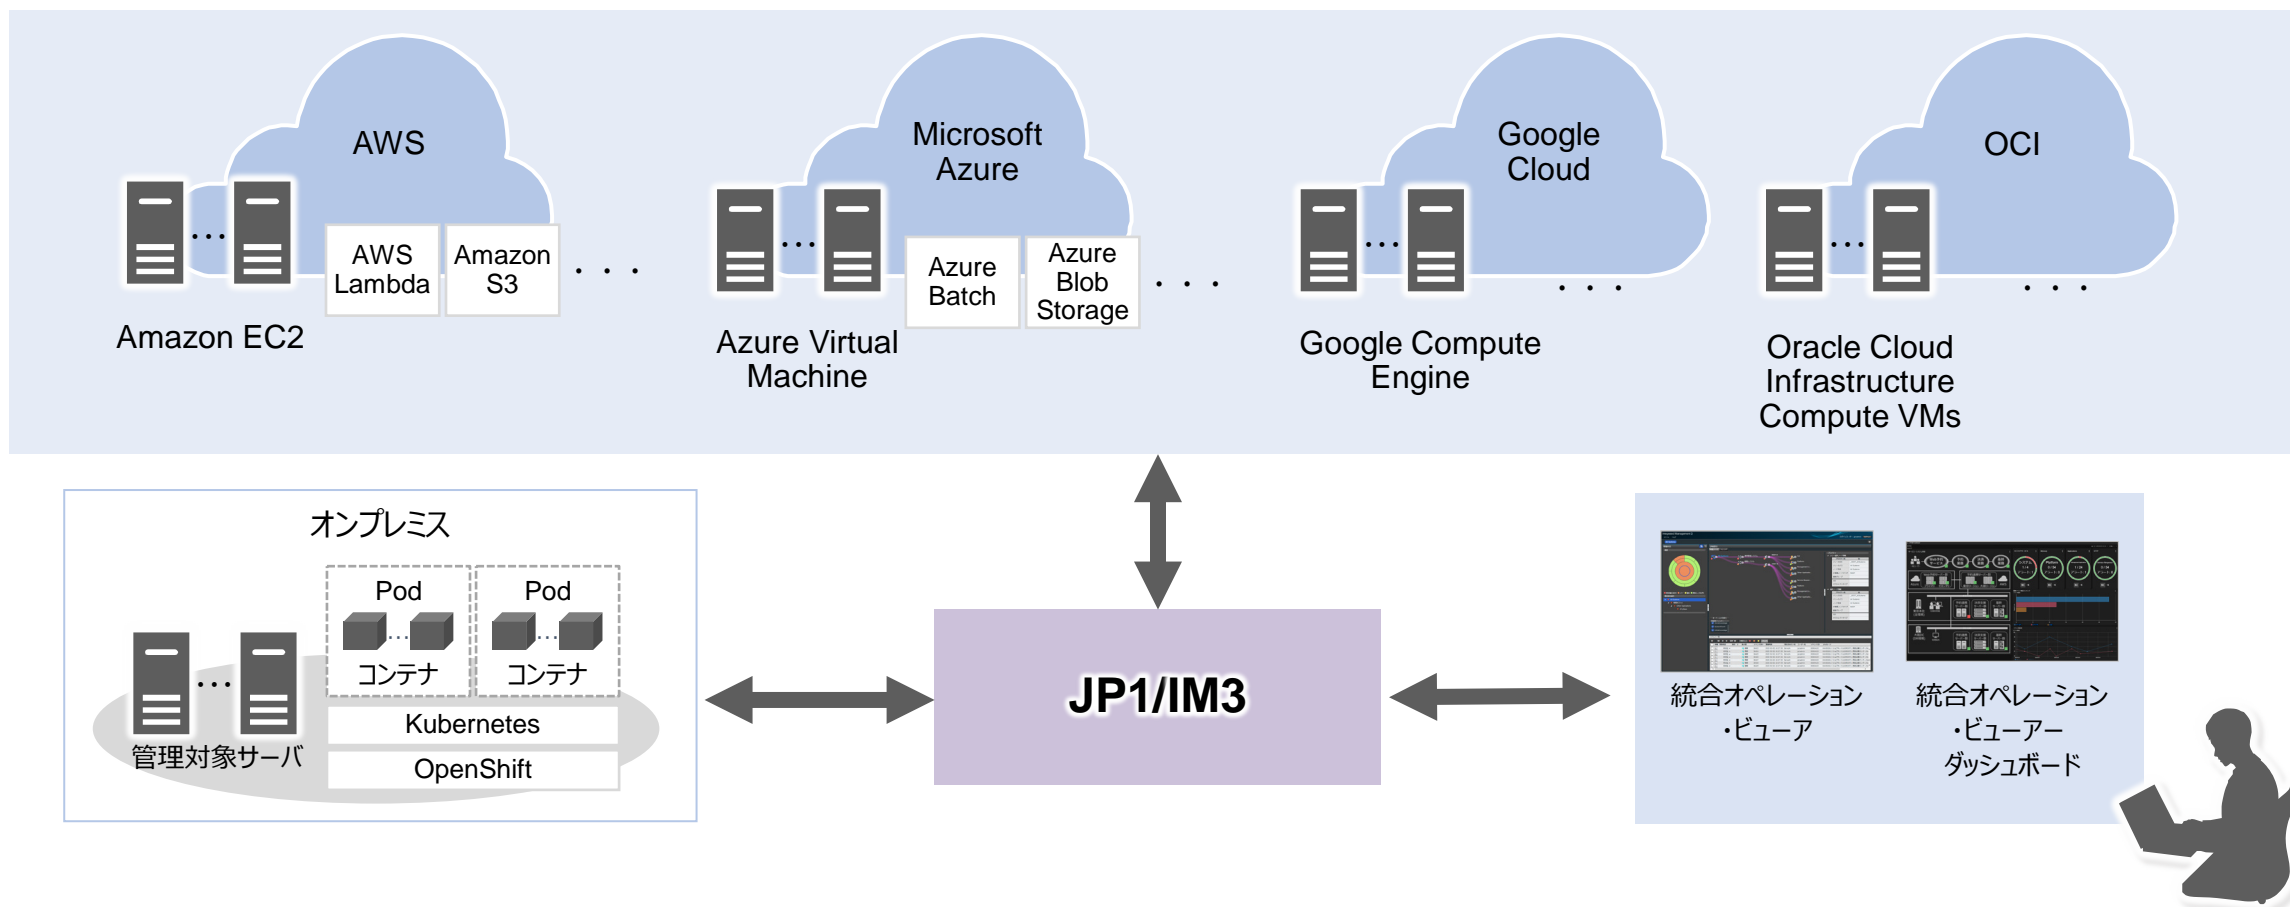 AWS
AWS
Lambda
Amazon
S3
・・・
Amazon EC2
Microsoft
Azure
Azure
Batch
Azure
Blob
Storage
・・・
Azure Virtual
Machine
Google
Cloud
・・・
Google Compute
Engine
OCI
・・・
Oracle Cloud
Infrastructure
Compute VMs
オンプレミス
Pod
コンテナ
Pod
コンテナ
Kubernetes
OpenShift
管理対象サーバ
JP1/IM3
統合オペレーション
・ビューア
統合オペレーション
・ビューアー
ダッシュボード